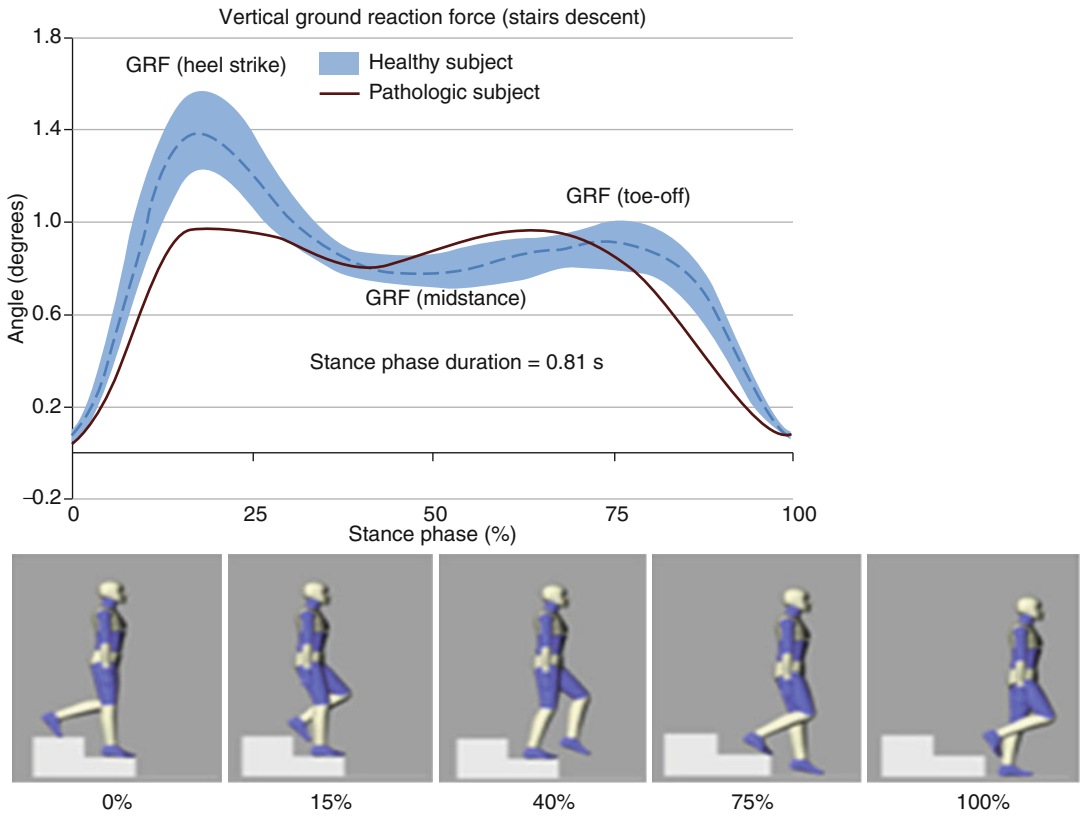 Vertical ground reaction force (stairs descent)
1.8
GRF (heel strike)
Healthy subject
Pathologic subject
1.4
GRF (toe-off)
1.0
GRF (midstance)
0.6
Angle (degrees)
Stance phase duration = 0.81 s
0.2
–0.2
0 25 50 75 100
Stance phase (%)
0% 15% 40% 75% 100%